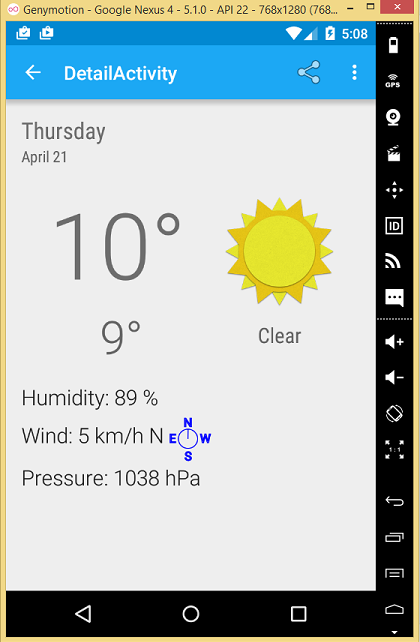 Genymotion - Google Nexus 4 - 5.1.0 - API 22 - 768x1280 (768...
5:08
GPS
DetailActivity
Thursday
April 21
10°
ID
9°
Clear
Humidity: 89 %
Wind: 5 km/h N
N
E W
S
Pressure: 1038 hPa
1:1